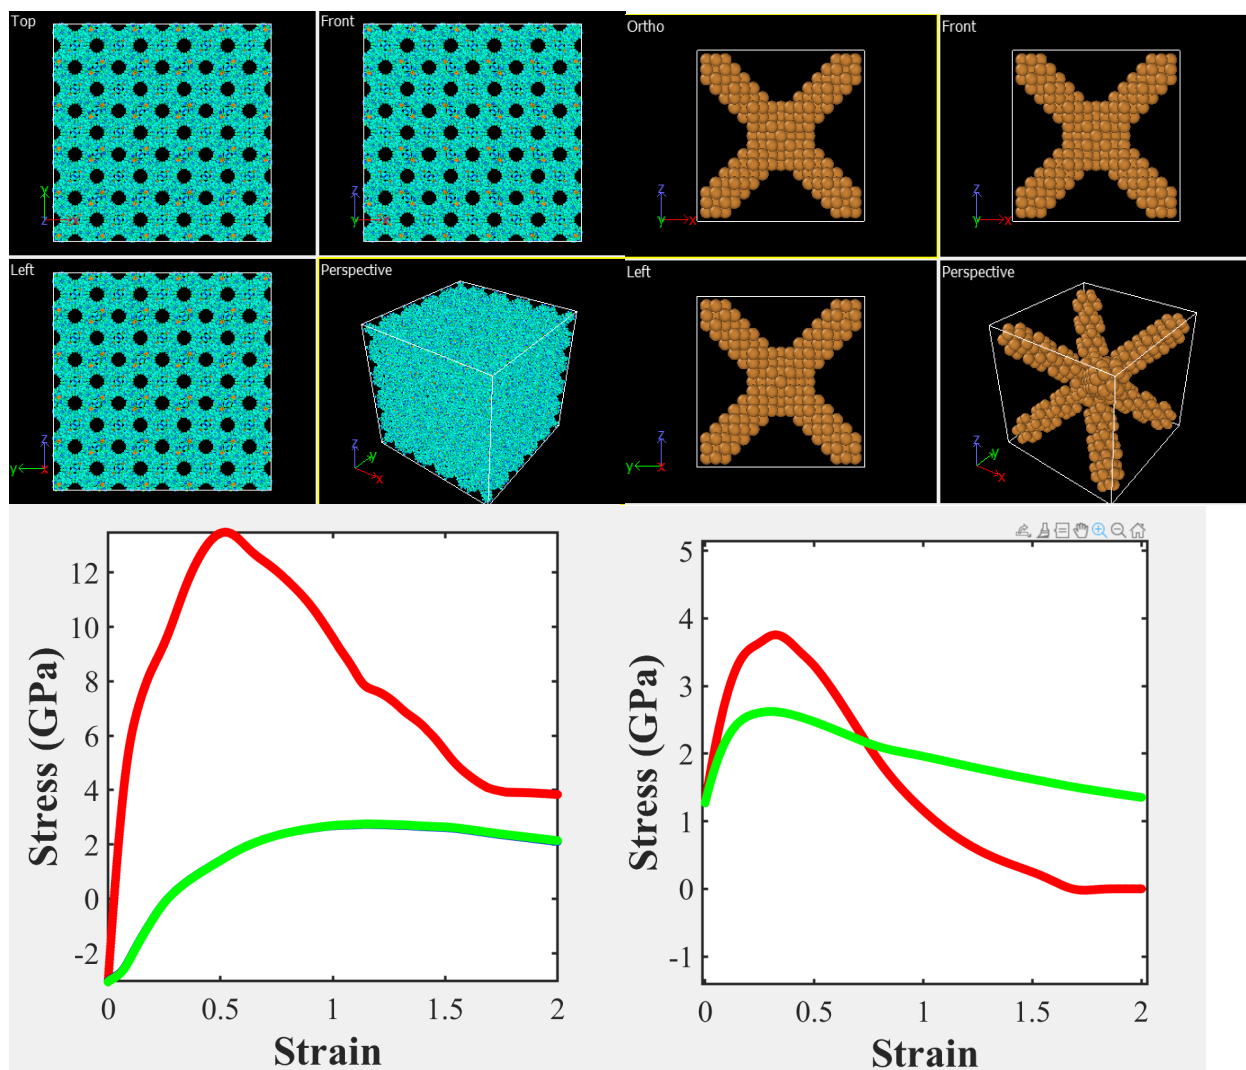 Top
Front
Ortho
Front
y
z
x
z
y
x
z
y
x
z
y
x
Left
Perspective
Left
Perspective
z
y
x
z
y
x
z
y
x
z
y
x
12
10
8
6
4
2
0
-2
0
0.5
1
1.5
2
Stress (GPa)
Strain
5
4
3
2
1
0
-1
0
0.5
1
1.5
2
Stress (GPa)
Strain